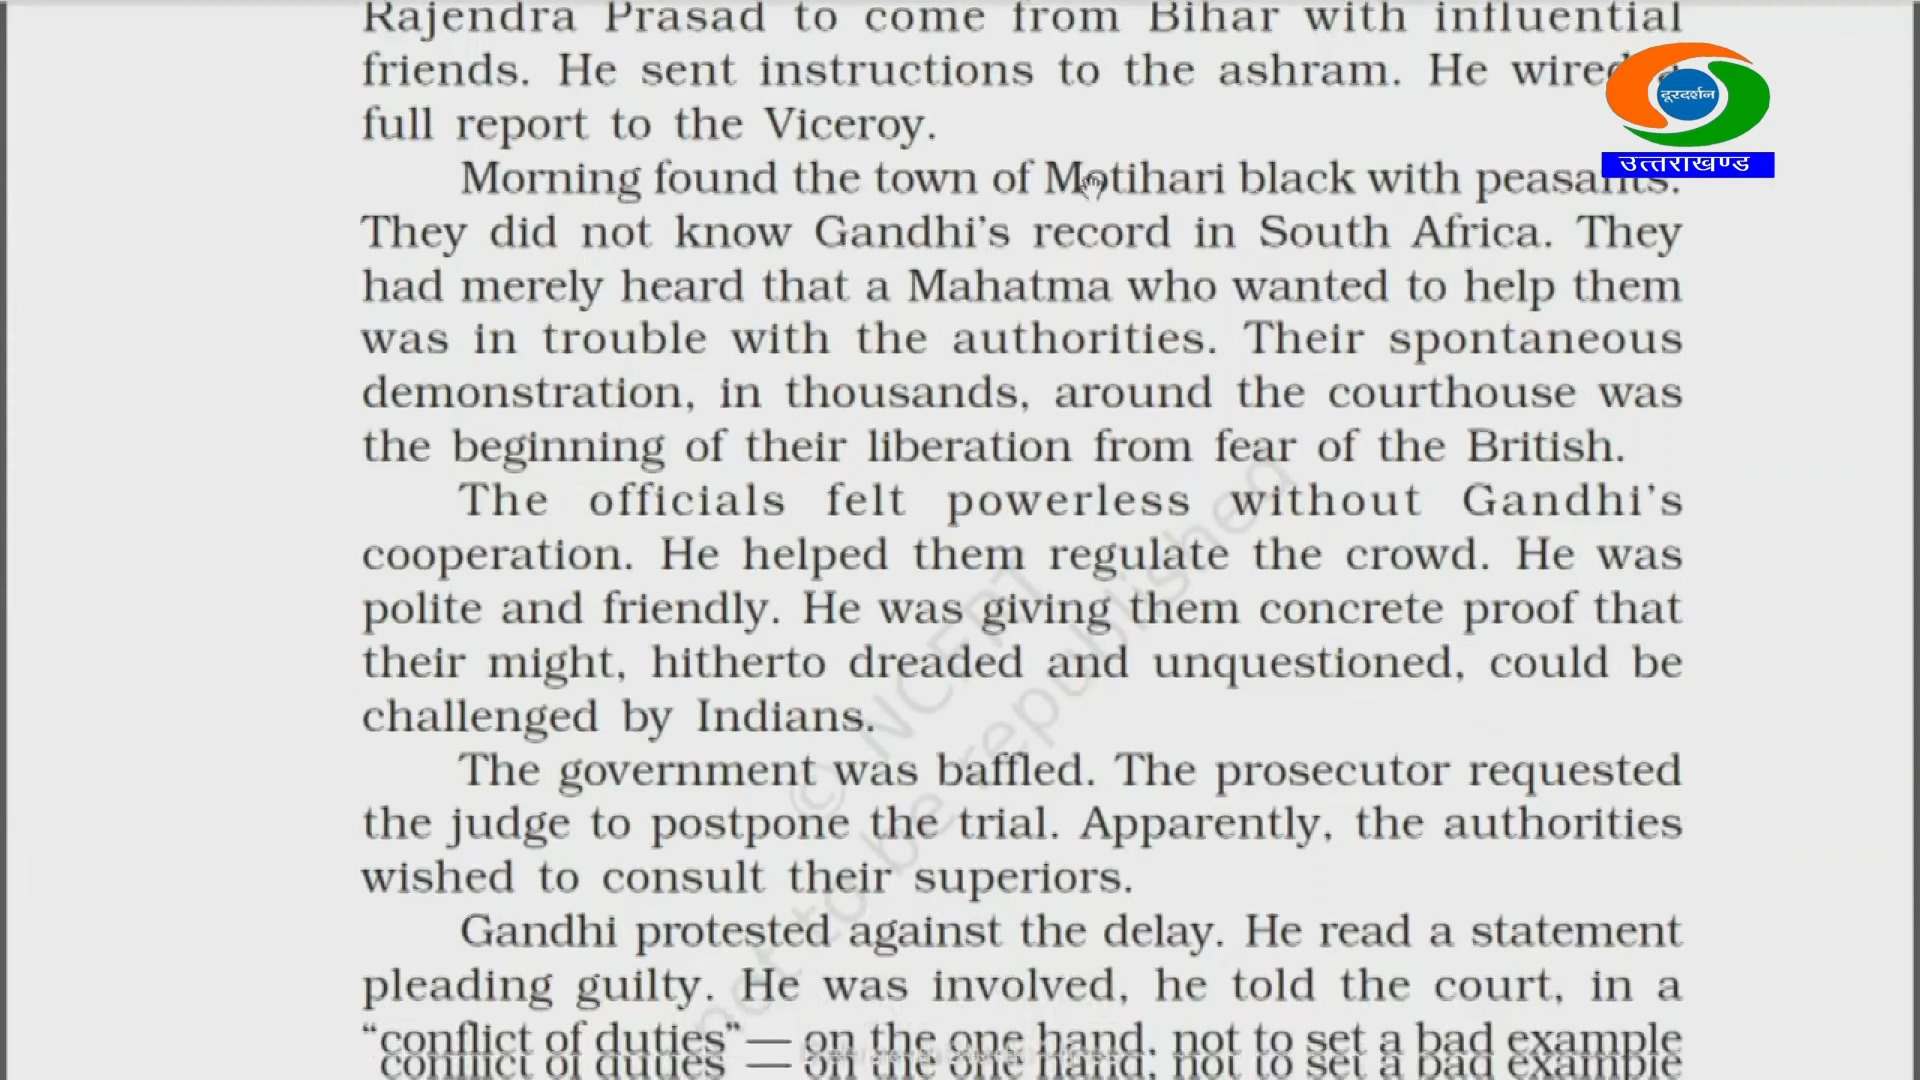 Rajendra Prasad to come from Bihar with influential
friends. He sent instructions to the ashram. He wired a
full report to the Viceroy.
दूरदर्शन
उत्तराखण्ड
Morning found the town of Motihari black with peasants.
They did not know Gandhi's record in South Africa. They
had merely heard that a Mahatma who wanted to help them
was in trouble with the authorities. Their spontaneous
demonstration, in thousands, around the courthouse was
the beginning of their liberation from fear of the British.
The officials felt powerless without Gandhi's
cooperation. He helped them regulate the crowd. He was
polite and friendly. He was giving them concrete proof that
their might, hitherto dreaded and unquestioned, could be
challenged by Indians.
The government was baffled. The prosecutor requested
the judge to postpone the trial. Apparently, the authorities
wished to consult their superiors.
Gandhi protested against the delay. He read a statement
pleading guilty. He was involved, he told the court, in a
“conflict of duties” — on the one hand, not to set a bad example
© NCERT
not to be republished